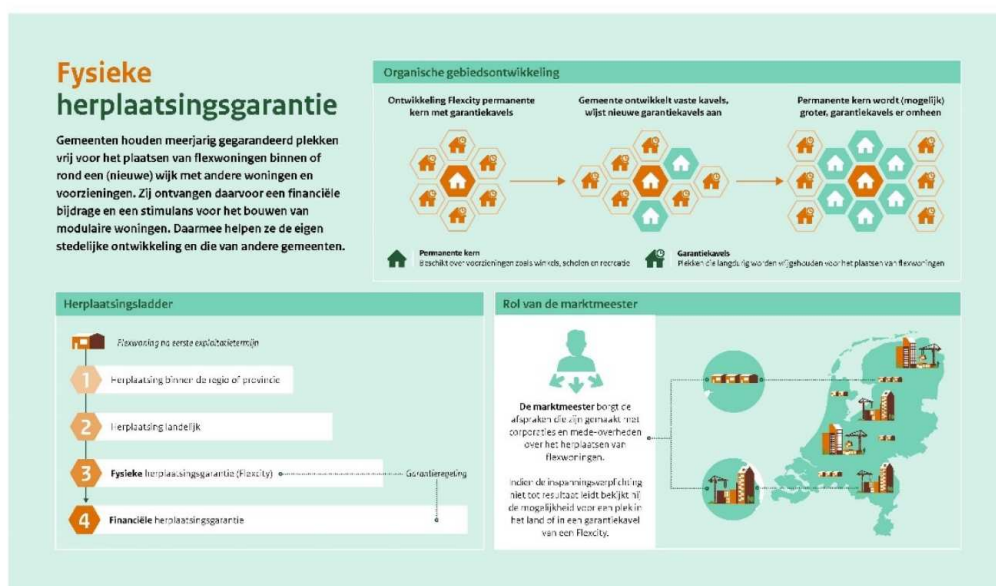 Fysieke
herplaatsingsgarantie
Gemeenten houden meerjarig gegarandeerd plekken
vrij voor het plaatsen van flexwoningen binnen of
rond een (nieuwe) wijk met andere woningen en
voorzieningen. Zij ontvangen daarvoor een financiële
bijdrage en een stimulans voor het bouwen van
modulaire woningen. Daarmee helpen ze de eigen
stedelijke ontwikkeling en die van andere gemeenten.
Organische gebiedsontwikkeling
Ontwikkeling Flexcity permanente
kern met garantiekavels
Gemeente ontwikkelt vaste kavels,
wijst nieuwe garantiekavels aan
Permanente kern wordt (mogelijk)
groter, garantiekavels er omheen
Permanente kern
Beschikt over voorzieningen zoals winkels, scholen en recreatie
Garantiekavels
Plekken die langdurig worden vrijgehouden voor het plaatsen van flexwoningen
Herplaatsingsladder
Flexwoning na eerste exploitatietermijn
1 Herplaatsing binnen de regio of provincie
2 Herplaatsing landelijk
3 Fysieke herplaatsingsgarantie (Flexcity)
Garantieregeling
4 Financiële herplaatsingsgarantie
Rol van de marktmeester
De marktmeester borgt de
afspraken die zijn gemaakt met
corporaties en mede-overheden
over het herplaatsen van
flexwoningen.
Indien de inspanningsverplichting
niet tot resultaat leidt bekijkt hij
de mogelijkheid voor een plek in
het land of in een garantiekavel
van een Flexcity.